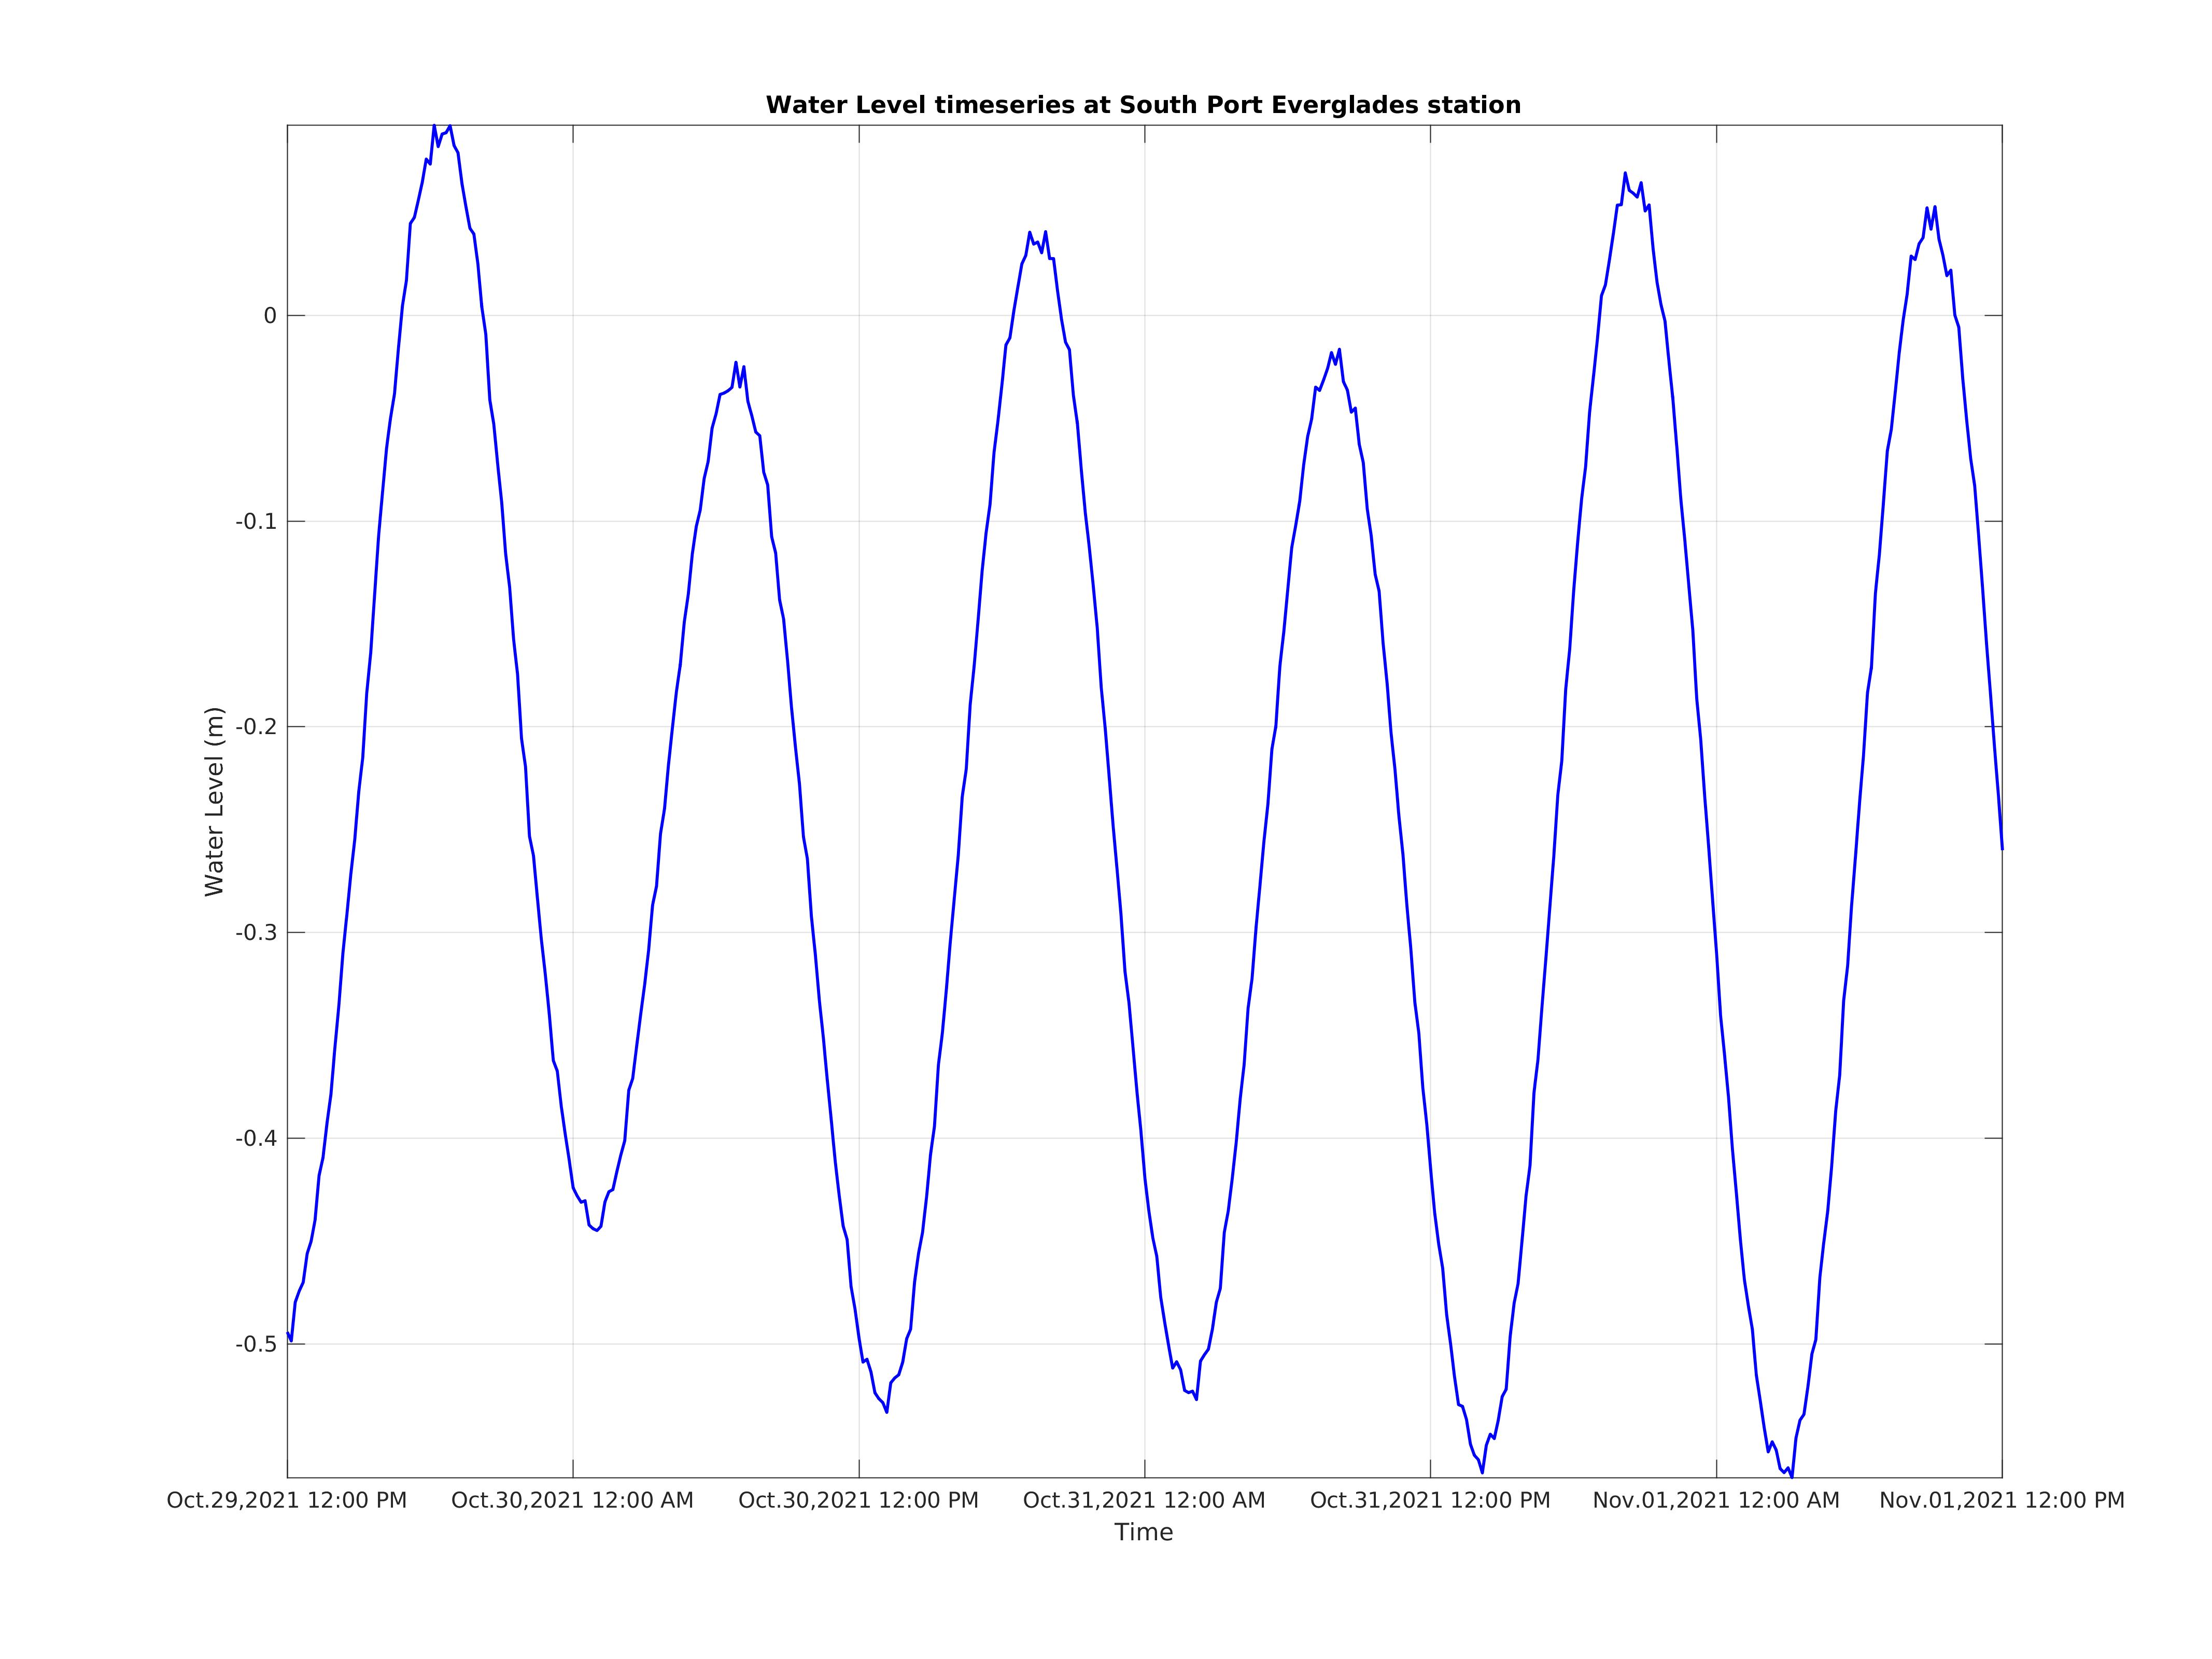 Water Level timeseries at South Port Everglades station
Water Level (m)
0
-0.1
-0.2
-0.3
-0.4
-0.5
Oct.29,2021 12:00 PM Oct.30,2021 12:00 AM Oct.30,2021 12:00 PM Oct.31,2021 12:00 AM Oct.31,2021 12:00 PM Nov.01,2021 12:00 AM Nov.01,2021 12:00 PM
Time